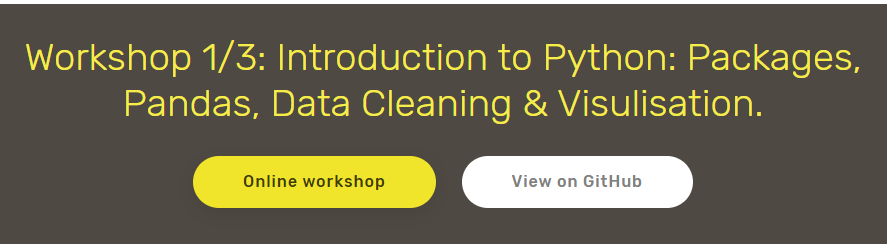 Workshop 1/3: Introduction to Python: Packages,
Pandas, Data Cleaning & Visulisation.
Online workshop
View on GitHub